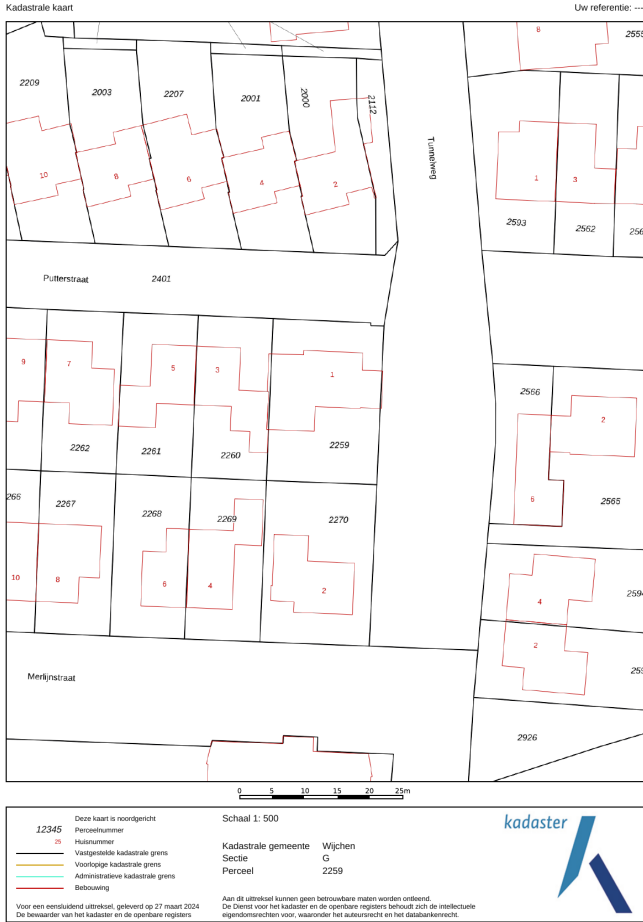 Kadastrale kaart
Uw referentie: ---
8
2555
2209
2003
2207
2001
2000
2112
Tunnelweg
10
8
6
4
2
1
3
2593
2562
256
Putterstraat
2401
9
7
5
3
1
2566
2
2262
2261
2260
2259
6
2565
266
2267
2268
2269
2270
10
8
6
4
2
4
2594
2
259
Merlijnstraat
2926
0 5 10 15 20 25m
Deze kaart is noordgericht
12345 Perceelnummer
25 Huisnummer
Vastgestelde kadastrale grens
Voorlopige kadastrale grens
Administratieve kadastrale grens
Bebouwing
Voor een eensluidend uittreksel, geleverd op 27 maart 2024
De bewaarder van het kadaster en de openbare registers
Schaal 1: 500
Kadastrale gemeente Wijchen
Sectie G
Perceel 2259
Aan dit uittreksel kunnen geen betrouwbare maten worden ontleend.
De Dienst voor het kadaster en de openbare registers behoudt zich de intellectuele
eigendomsrechten voor, waaronder het auteursrecht en het databankenrecht.
kadaster